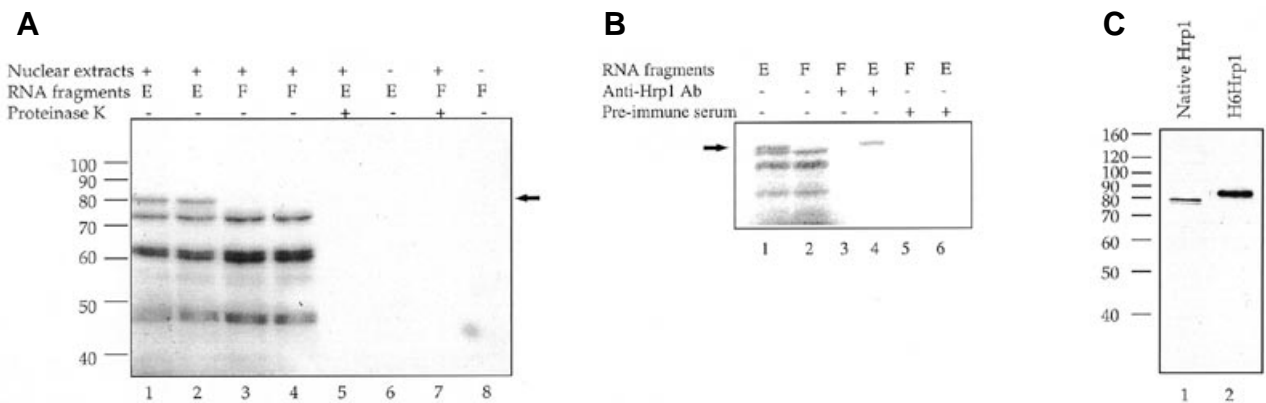 A
Nuclear extracts + + + + + - + -
RNA fragments E E F F E E F F
Proteinase K - - - - + - + -
100
90
80
70
60
50
40
1 2 3 4 5 6 7 8
B
RNA fragments E F F E F E
Anti-Hrp1 Ab - - + + - -
Pre-immune serum - - - - + +
1 2 3 4 5 6
C
Native Hrp1
H6Hrp1
160
120
100
90
80
70
60
50
40
1 2